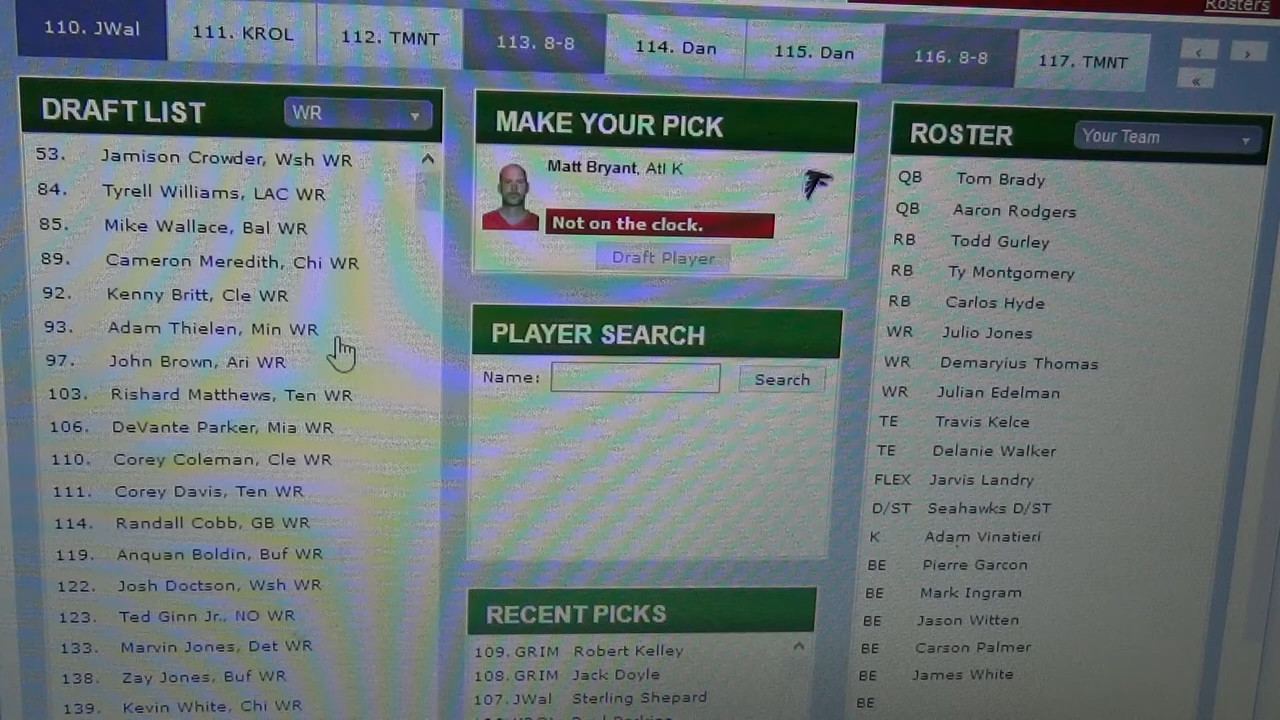 Rosters
110. JWal
111. KROL
112. TMNT
113. 8-8
114. Dan
115. Dan
116. 8-8
117. TMNT
DRAFT LIST
WR
53. Jamison Crowder, Wsh WR
84. Tyrell Williams, LAC WR
85. Mike Wallace, Bal WR
89. Cameron Meredith, Chi WR
92. Kenny Britt, Cle WR
93. Adam Thielen, Min WR
97. John Brown, Ari WR
103. Rishard Matthews, Ten WR
106. DeVante Parker, Mia WR
110. Corey Coleman, Cle WR
111. Corey Davis, Ten WR
114. Randall Cobb, GB WR
119. Anquan Boldin, Buf WR
122. Josh Doctson, Wsh WR
123. Ted Ginn Jr., NO WR
133. Marvin Jones, Det WR
138. Zay Jones, Buf WR
139. Kevin White, Chi WR
MAKE YOUR PICK
Matt Bryant, Atl K
Not on the clock.
Draft Player
PLAYER SEARCH
Name:
Search
RECENT PICKS
109. GRIM Robert Kelley
108. GRIM Jack Doyle
107. JWal Sterling Shepard
ROSTER
Your Team
QB Tom Brady
QB Aaron Rodgers
RB Todd Gurley
RB Ty Montgomery
RB Carlos Hyde
WR Julio Jones
WR Demaryius Thomas
WR Julian Edelman
TE Travis Kelce
TE Delanie Walker
FLEX Jarvis Landry
D/ST Seahawks D/ST
K Adam Vinatieri
BE Pierre Garcon
BE Mark Ingram
BE Jason Witten
BE Carson Palmer
BE James White
BE